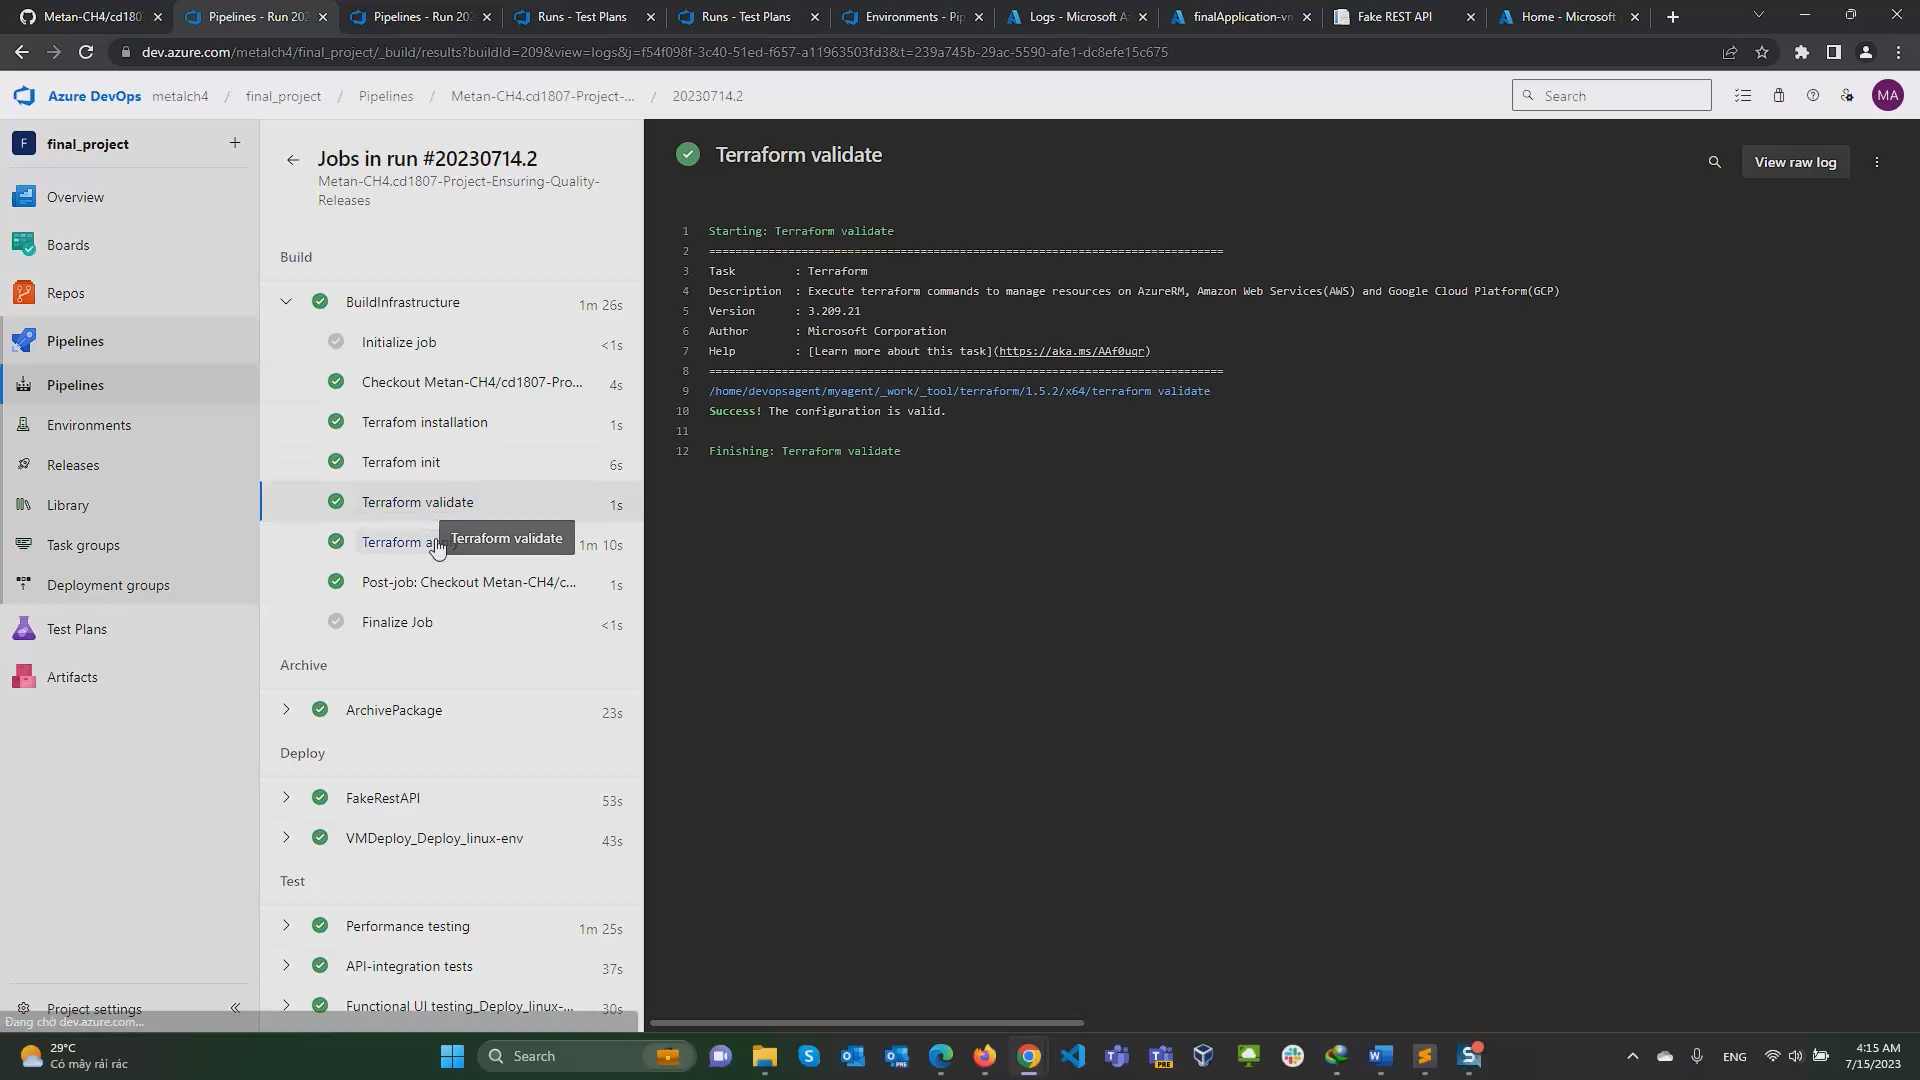 Metan-CH4/cd180
Pipelines - Run 202
Pipelines - Run 202
Runs - Test Plans
Runs - Test Plans
Environments - Pip
Logs - Microsoft A
finalApplication-vm
Fake REST API
Home - Microsoft
dev.azure.com/metalch4/final_project/_build/results?buildId=209&view=logs&j=f54f098f-3c40-51ed-f657-a11963503fd3&t=239a745b-29ac-5590-afe1-dc8efe15c675
Azure DevOps metalch4 / final_project / Pipelines / Metan-CH4.cd1807-Project-... / 20230714.2
Search
MA
F final_project +
Overview
Boards
Repos
Pipelines
Pipelines
Environments
Releases
Library
Task groups
Deployment groups
Test Plans
Artifacts
Project settings
Đang chờ dev.azure.com...
Jobs in run #20230714.2
Metan-CH4.cd1807-Project-Ensuring-Quality-
Releases
Build
BuildInfrastructure 1m 26s
Initialize job <1s
Checkout Metan-CH4/cd1807-Pro... 4s
Terrafom installation 1s
Terrafom init 6s
Terraform validate 1s
Terraform 1m 10s
Terraform validate
Post-job: Checkout Metan-CH4/c... 1s
Finalize Job <1s
Archive
ArchivePackage 23s
Deploy
FakeRestAPI 53s
VMDeploy_Deploy_linux-env 43s
Test
Performance testing 1m 25s
API-integration tests 37s
Functional UI testing_Deploy_linux-... 30s
Terraform validate
View raw log
1 Starting: Terraform validate
2 ==============================================================================
3 Task : Terraform
4 Description : Execute terraform commands to manage resources on AzureRM, Amazon Web Services(AWS) and Google Cloud Platform(GCP)
5 Version : 3.209.21
6 Author : Microsoft Corporation
7 Help : [Learn more about this task](https://aka.ms/AAf0uqr)
8 ==============================================================================
9 /home/devopsagent/myagent/_work/_tool/terraform/1.5.2/x64/terraform validate
10 Success! The configuration is valid.
11
12 Finishing: Terraform validate
29°C
Có mây rải rác
Search
ENG
4:15 AM
7/15/2023